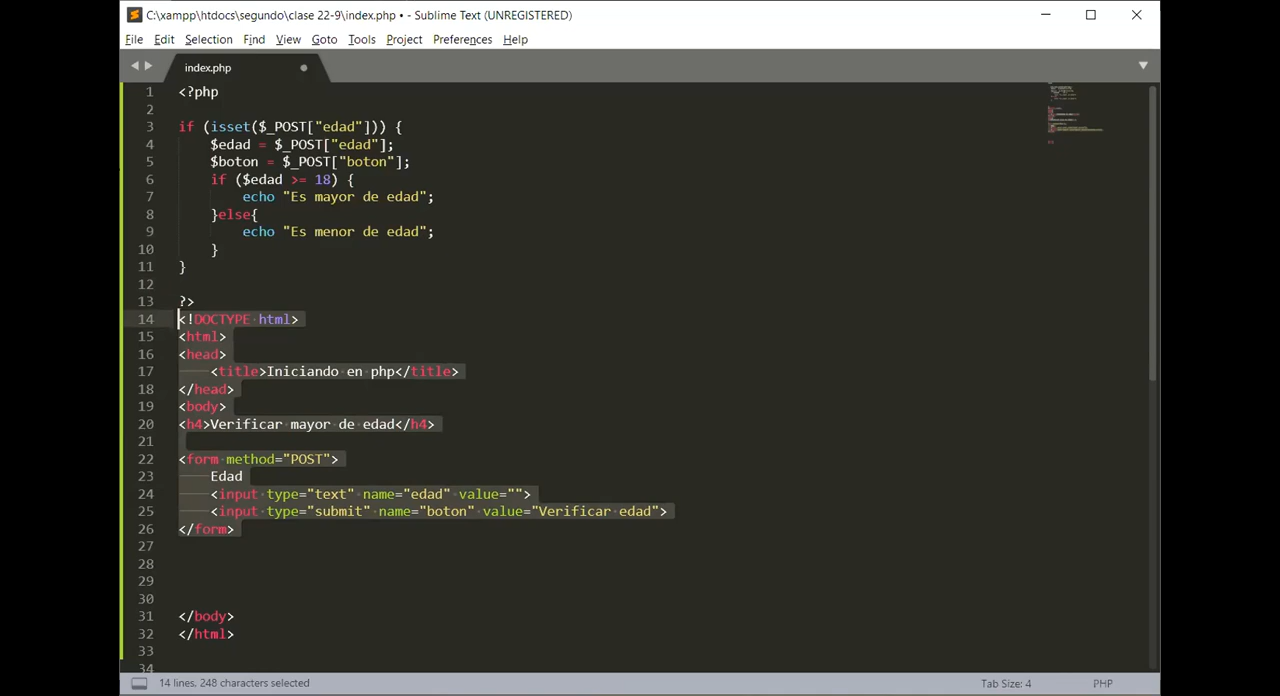 C:\xampp\htdocs\segundo\clase 22-9\index.php • - Sublime Text (UNREGISTERED)
File Edit Selection Find View Goto Tools Project Preferences Help
index.php
1 <?php
2
3 if (isset($_POST["edad"])) {
4 $edad = $_POST["edad"];
5 $boton = $_POST["boton"];
6 if ($edad >= 18) {
7 echo "Es mayor de edad";
8 }else{
9 echo "Es menor de edad";
10 }
11 }
12
13 ?>
14 <!DOCTYPE html>
15 <html>
16 <head>
17 <title>Iniciando en php</title>
18 </head>
19 <body>
20 <h4>Verificar mayor de edad</h4>
21
22 <form method="POST">
23 Edad
24 <input type="text" name="edad" value="">
25 <input type="submit" name="boton" value="Verificar edad">
26 </form>
27
28
29
30
31 </body>
32 </html>
33
34
14 lines, 248 characters selected Tab Size: 4 PHP